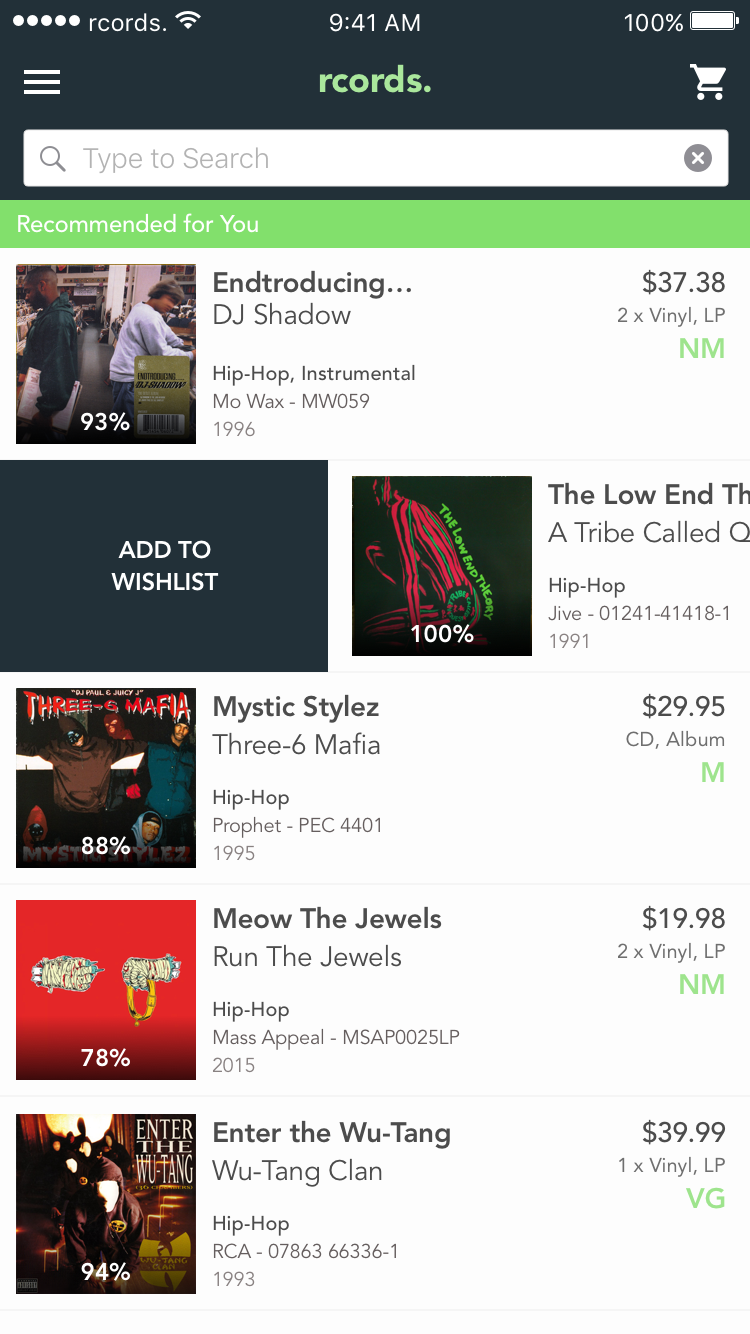 rcords.
9:41 AM
100%
rcords.
Type to Search
Recommended for You
ENDTRODUCING.....
DJ SHADOW
93%
Endtroducing...
DJ Shadow
Hip-Hop, Instrumental
Mo Wax - MW059
1996
$37.38
2 x Vinyl, LP
NM
ADD TO
WISHLIST
THE LOW END THEORY
100%
The Low End Th
A Tribe Called Q
Hip-Hop
Jive - 01241-41418-1
1991
"DJ PAUL & JUICY J"
THREE-6 MAFIA
MYSTIC STYLEZ
88%
Mystic Stylez
Three-6 Mafia
Hip-Hop
Prophet - PEC 4401
1995
$29.95
CD, Album
M
78%
Meow The Jewels
Run The Jewels
Hip-Hop
Mass Appeal - MSAP0025LP
2015
$19.98
2 x Vinyl, LP
NM
ENTER
THE
WU-TANG
(36 CHAMBERS)
WU-TANG
CLAN
94%
Enter the Wu-Tang
Wu-Tang Clan
Hip-Hop
RCA - 07863 66336-1
1993
$39.99
1 x Vinyl, LP
VG